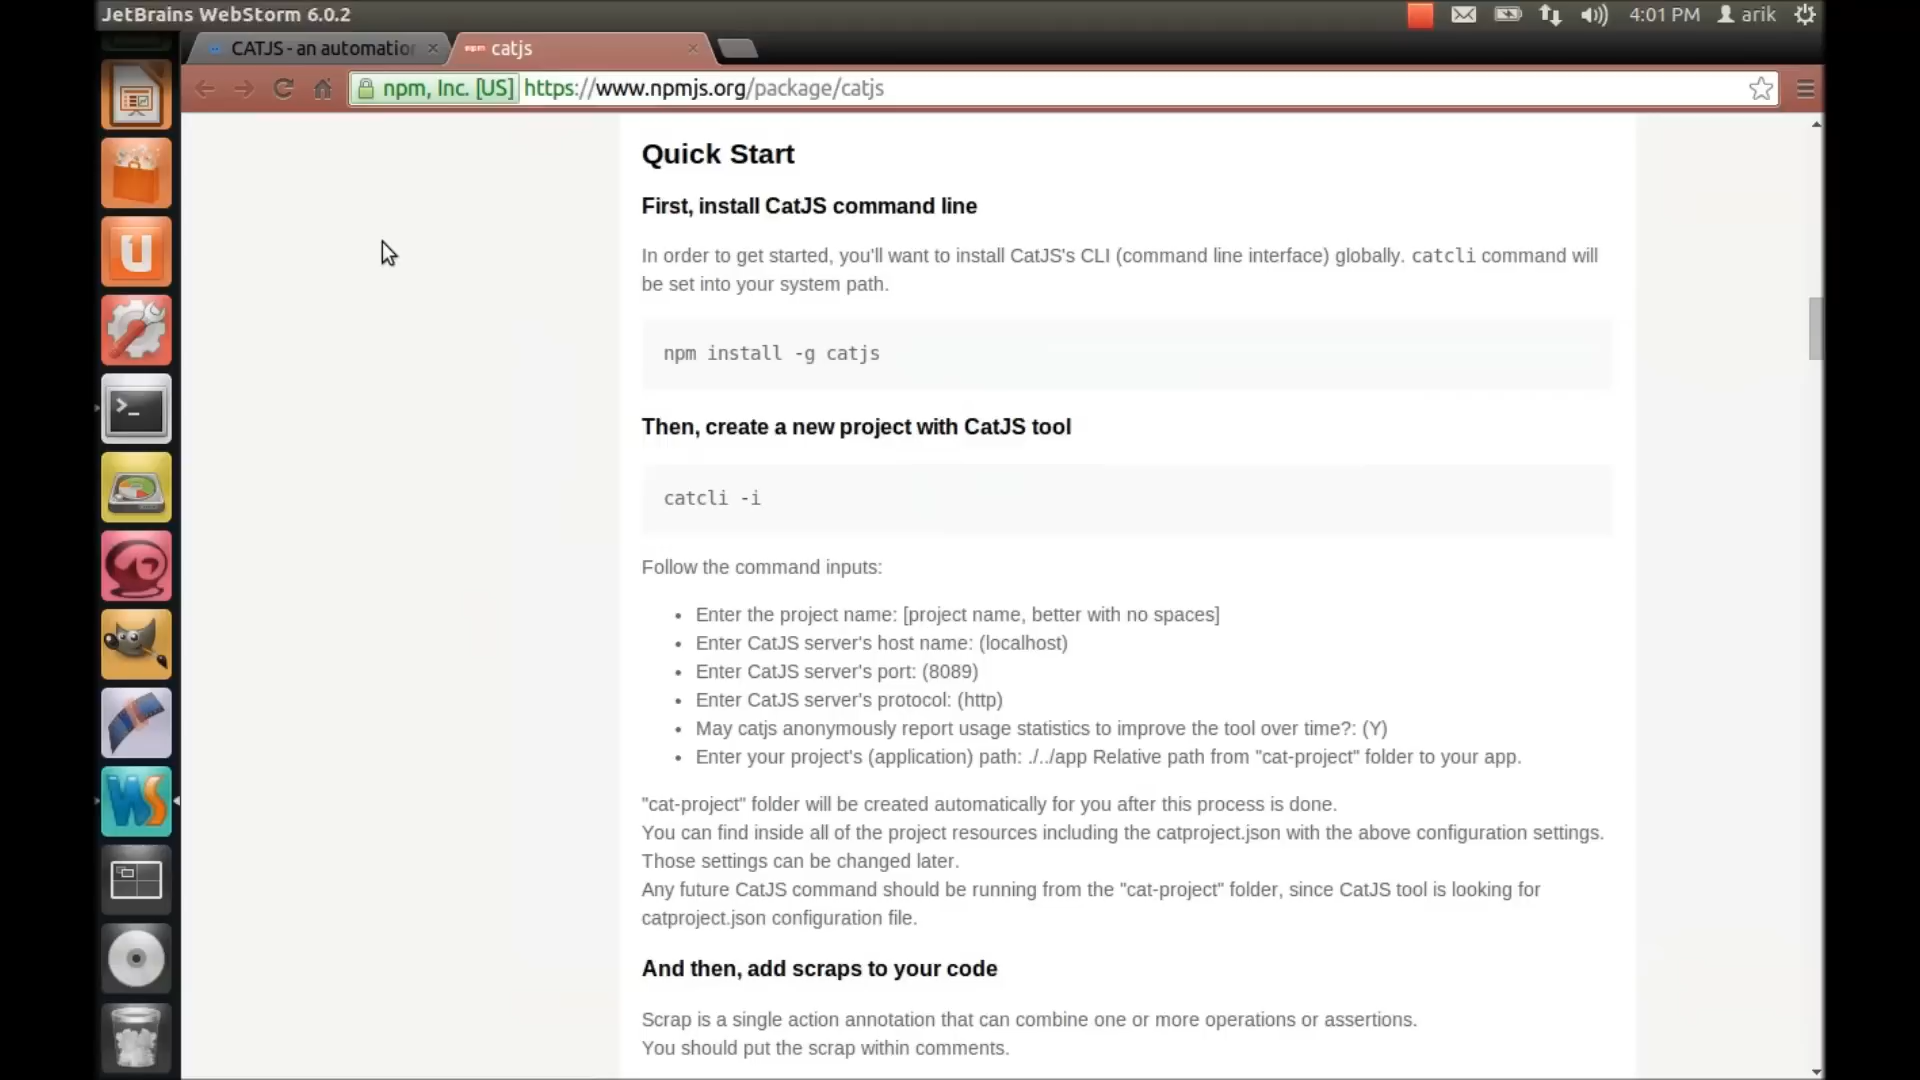 JetBrains WebStorm 6.0.2
4:01 PM arik
CATJS - an automation
npm catjs
npm, Inc. [US] https://www.npmjs.org/package/catjs
Quick Start
First, install CatJS command line
In order to get started, you'll want to install CatJS's CLI (command line interface) globally. catcli command will
be set into your system path.
npm install -g catjs
Then, create a new project with CatJS tool
catcli -i
Follow the command inputs:
• Enter the project name: [project name, better with no spaces]
• Enter CatJS server's host name: (localhost)
• Enter CatJS server's port: (8089)
• Enter CatJS server's protocol: (http)
• May catjs anonymously report usage statistics to improve the tool over time?: (Y)
• Enter your project's (application) path: ./../app Relative path from "cat-project" folder to your app.
"cat-project" folder will be created automatically for you after this process is done.
You can find inside all of the project resources including the catproject.json with the above configuration settings.
Those settings can be changed later.
Any future CatJS command should be running from the "cat-project" folder, since CatJS tool is looking for
catproject.json configuration file.
And then, add scraps to your code
Scrap is a single action annotation that can combine one or more operations or assertions.
You should put the scrap within comments.